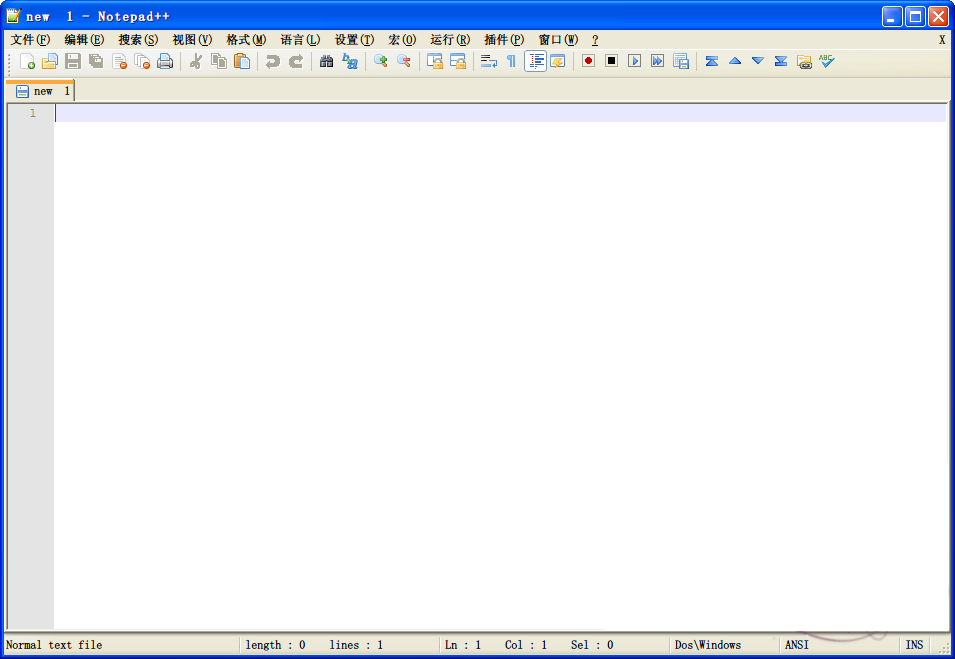 new  1 - Notepad++
文件(F) 编辑(E) 搜索(S) 视图(V) 格式(M) 语言(L) 设置(T) 宏(O) 运行(R) 插件(P) 窗口(W) ? X
ABC
new  1
1
Normal text file length : 0 lines : 1 Ln : 1 Col : 1 Sel : 0 Dos\Windows ANSI INS